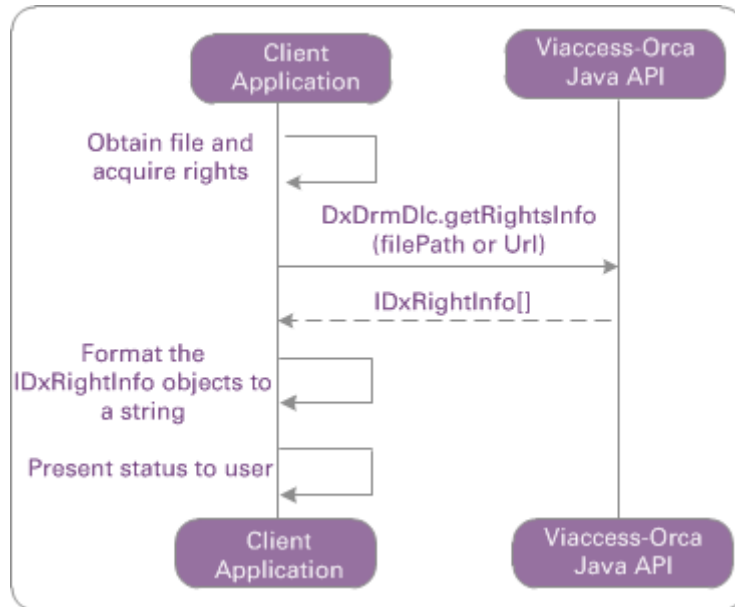 Client
Application
Viaccess-Orca
Java API
Obtain file and
acquire rights
DxDrmDlc.getRightsInfo
(filePath or Url)
IDxRightInfo[]
Format the
IDxRightInfo objects to
a string
Present status to user
Client
Application
Viaccess-Orca
Java API